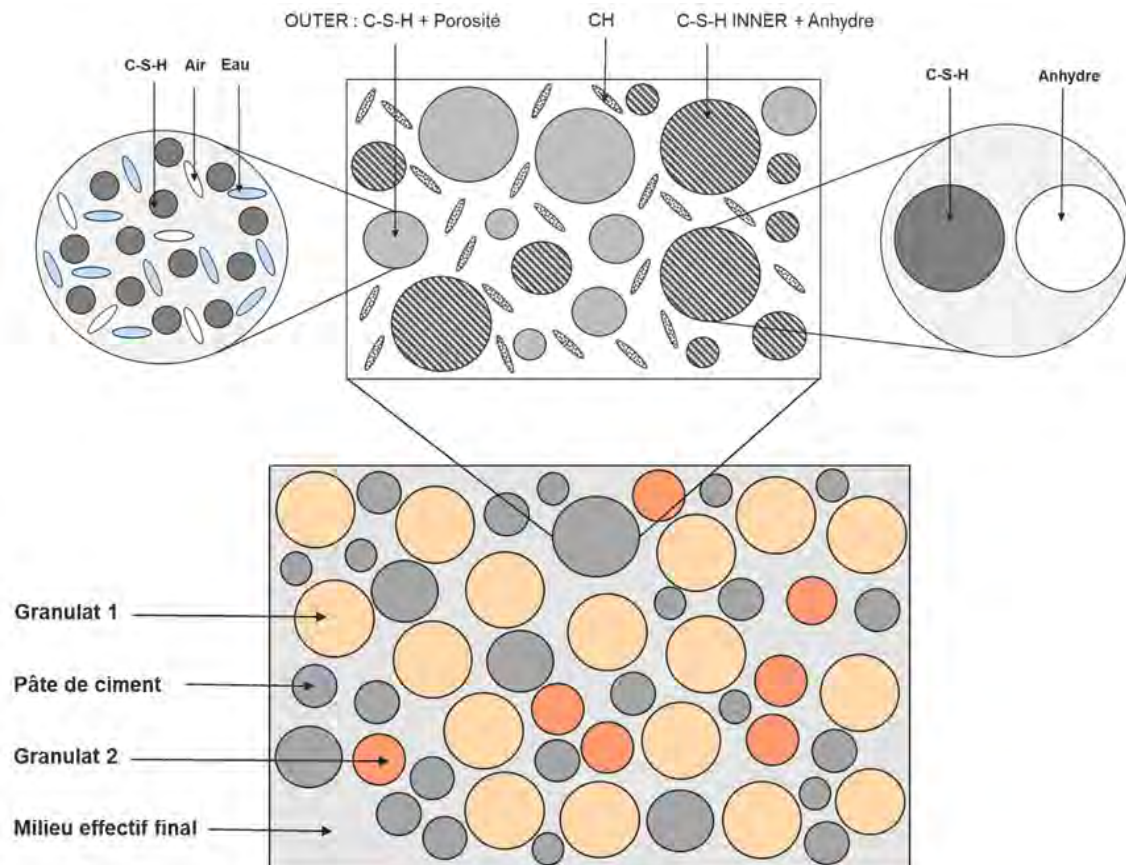 OUTER : C-S-H + Porosité
CH
C-S-H INNER + Anhydre
C-S-H
Air
Eau
C-S-H
Anhydre
Granulat 1
Pâte de ciment
Granulat 2
Milieu effectif final